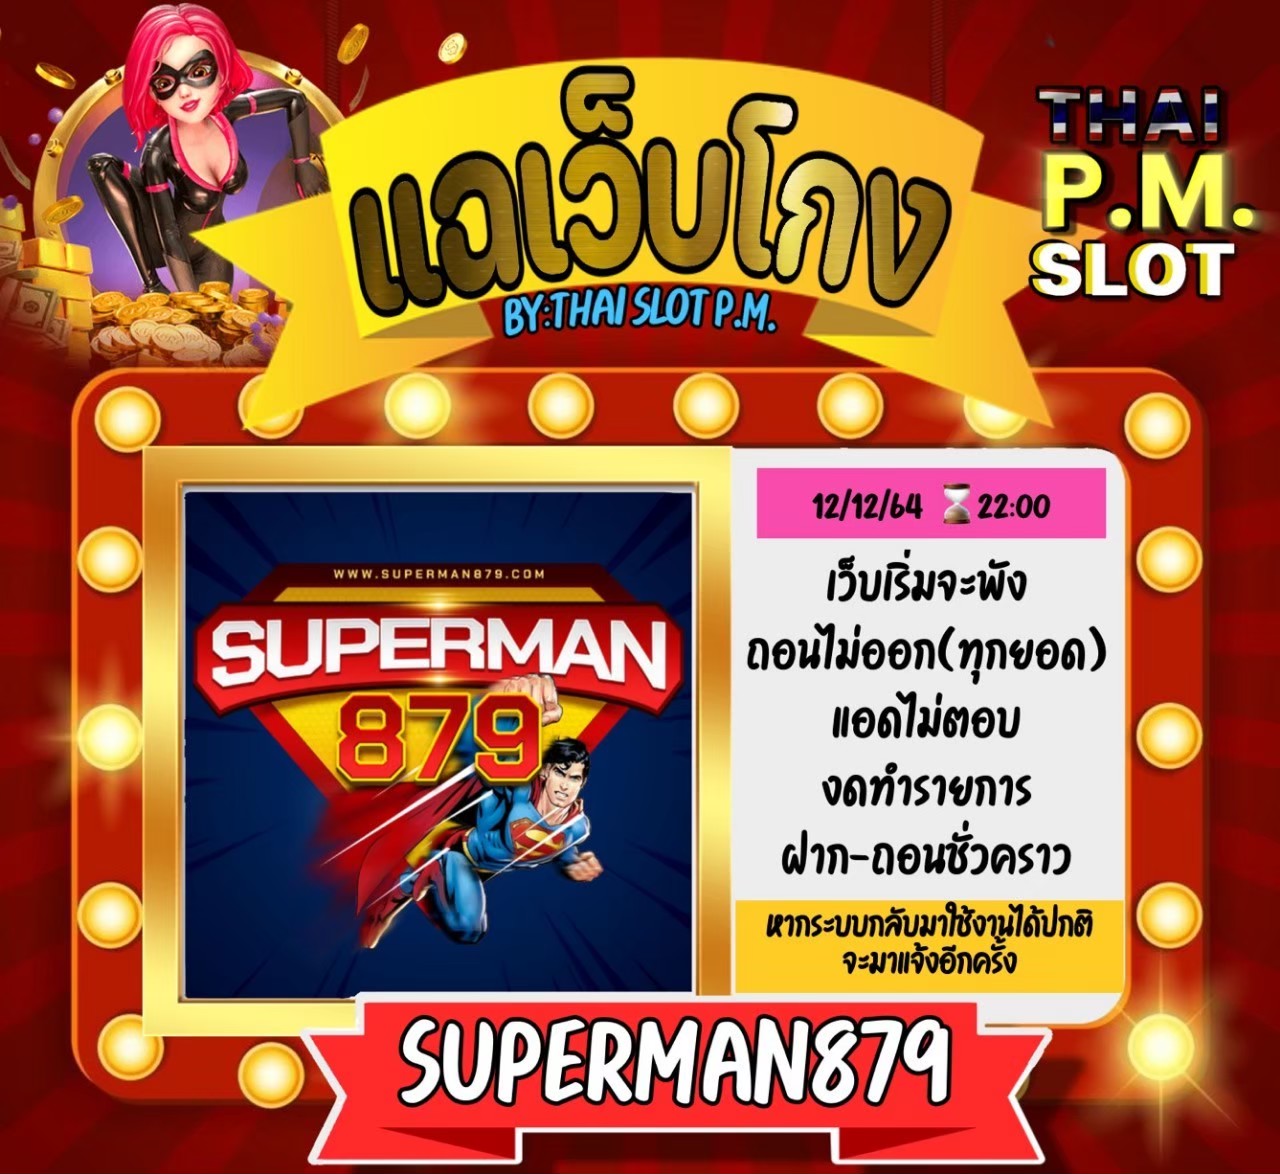 แฉเว็บโกง
BY:THAI SLOT P.M.
THAI
P.M.
SLOT
WWW.SUPERMAN879.COM
SUPERMAN
879
12/12/64 ⏳22:00
เว็บเริ่มจะพัง
ถอนไม่ออก(ทุกยอด)
แอดไม่ตอบ
งดทำรายการ
ฝาก-ถอนชั่วคราว
หากระบบกลับมาใช้งานได้ปกติ
จะมาแจ้งอีกครั้ง
SUPERMAN879